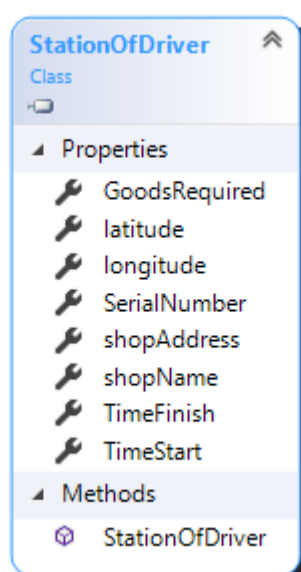 StationOfDriver
Class
Properties
GoodsRequired
latitude
longitude
SerialNumber
shopAddress
shopName
TimeFinish
TimeStart
Methods
StationOfDriver